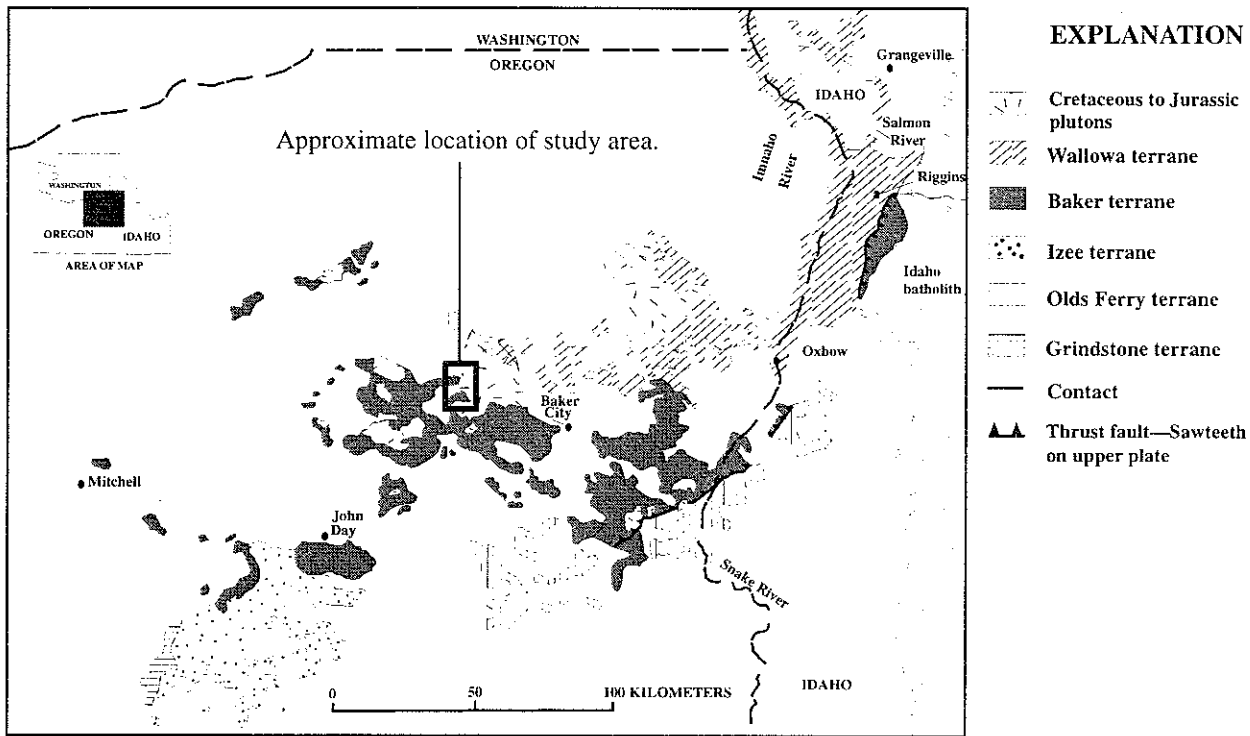 WASHINGTON
OREGON
Grangeville
IDAHO
Salmon
River
Imnaho
River
Riggins
Approximate location of study area.
WASHINGTON
OREGON
IDAHO
AREA OF MAP
Idaho
batholith
Oxbow
Baker
City
Mitchell
John
Day
Snake River
0
50
100 KILOMETERS
IDAHO
EXPLANATION
Cretaceous to Jurassic
plutons
Wallowa terrane
Baker terrane
Izee terrane
Olds Ferry terrane
Grindstone terrane
Contact
Thrust fault—Sawteeth
on upper plate